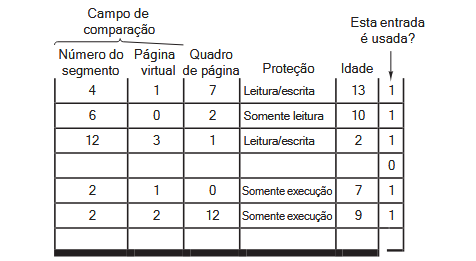 Campo de
comparação
Esta entrada
é usada?
Número do Página Quadro
segmento virtual de página Proteção Idade
4 1 7 Leitura/escrita 13 1
6 0 2 Somente leitura 10 1
12 3 1 Leitura/escrita 2 1
0
2 1 0 Somente execução 7 1
2 2 12 Somente execução 9 1